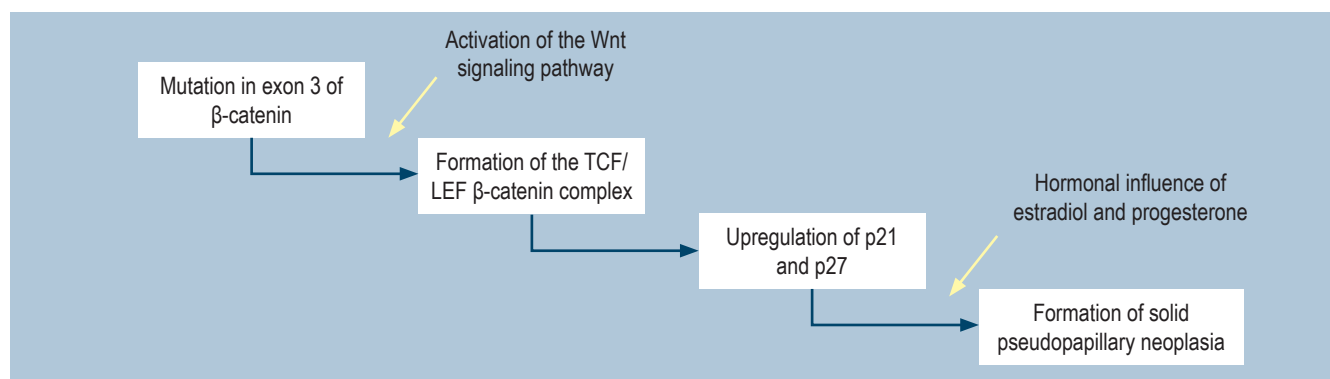 Activation of the Wnt
signaling pathway
Mutation in exon 3 of
β-catenin
Formation of the TCF/
LEF β-catenin complex
Hormonal influence of
estradiol and progesterone
Upregulation of p21
and p27
Formation of solid
pseudopapillary neoplasia